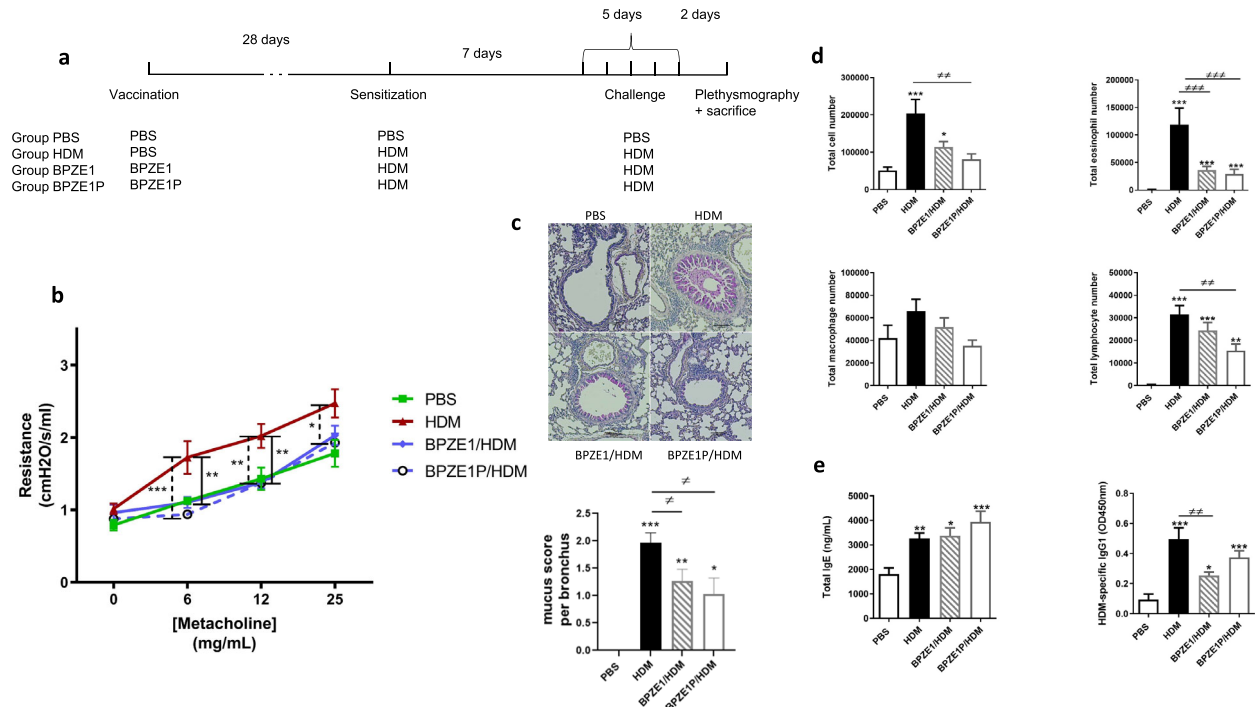 a
28 days
7 days
5 days
2 days
Vaccination
Sensitization
Challenge
Plethysmography
+ sacrifice
Group PBS PBS PBS PBS
Group HDM PBS HDM HDM
Group BPZE1 BPZE1 HDM HDM
Group BPZE1P BPZE1P HDM HDM
b
Resistance
(cmH2O/s/ml)
3
2
1
0
***
**
**
**
*
0 6 12 25
[Metacholine]
(mg/mL)
PBS
HDM
BPZE1/HDM
BPZE1P/HDM
c
PBS HDM
BPZE1/HDM BPZE1P/HDM
mucus score
per bronchus
2.5
2.0
1.5
1.0
0.5
0.0
≠
≠
***
**
*
PBS
HDM
BPZE1/HDM
BPZE1P/HDM
d
Total cell number
300000
200000
100000
0
≠≠
***
*
PBS
HDM
BPZE1/HDM
BPZE1P/HDM
Total eosinophil number
200000
150000
100000
50000
0
≠≠≠
≠≠≠
***
***
***
PBS
HDM
BPZE1/HDM
BPZE1P/HDM
Total macrophage number
100000
80000
60000
40000
20000
0
PBS
HDM
BPZE1/HDM
BPZE1P/HDM
Totel lymphocyte number
50000
40000
30000
20000
10000
0
≠≠
***
***
**
PBS
HDM
BPZE1/HDM
BPZE1P/HDM
e
Total IgE (ng/mL)
5000
4000
3000
2000
1000
0
**
*
***
PBS
HDM
BPZE1/HDM
BPZE1P/HDM
HDM-specific IgG1 (OD450nm)
0.8
0.6
0.4
0.2
0.0
≠≠
***
*
***
PBS
HDM
BPZE1/HDM
BPZE1P/HDM